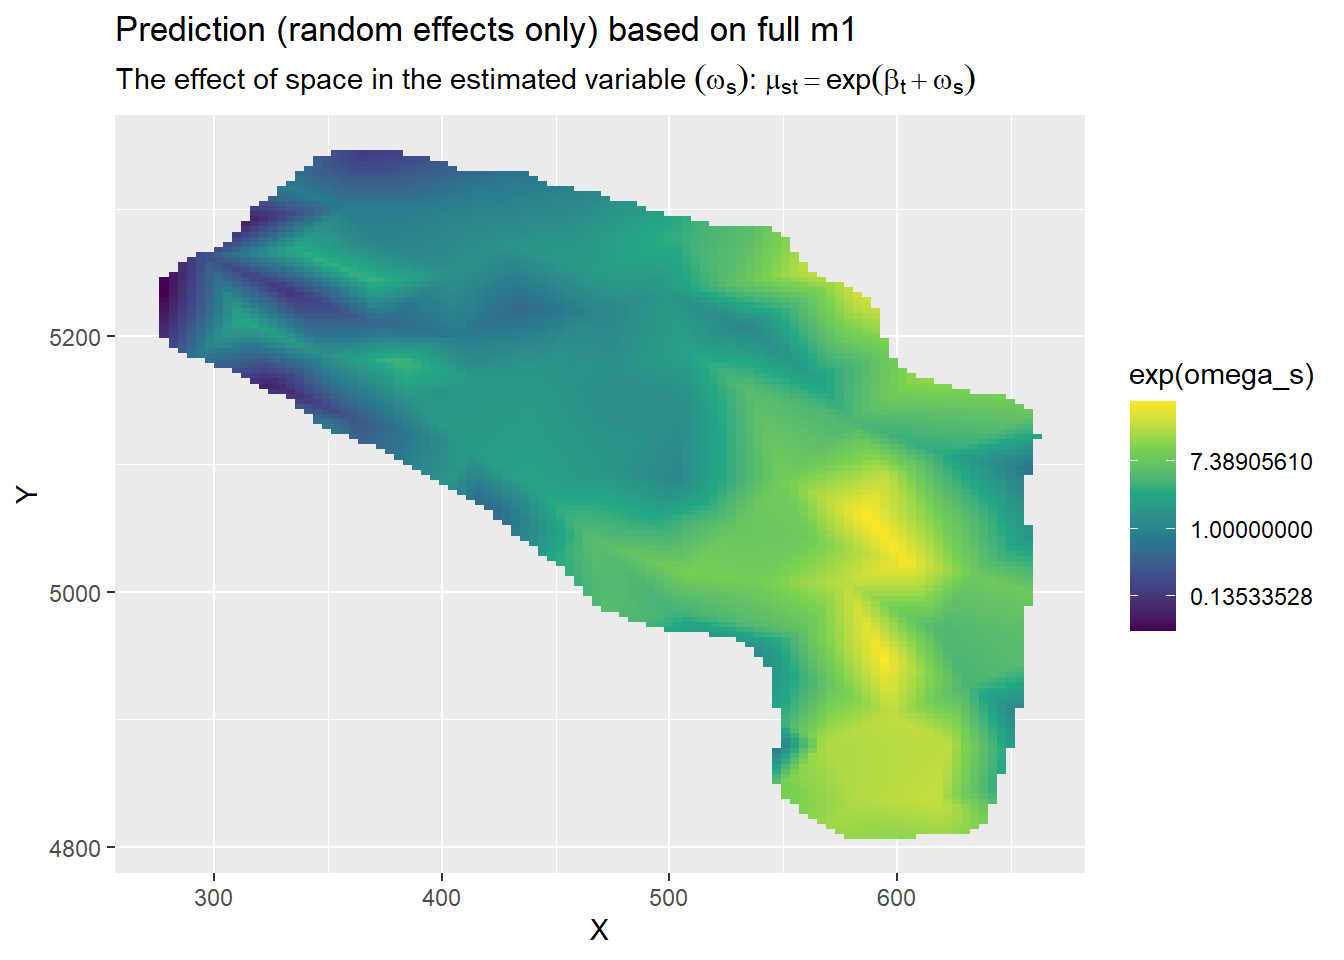 Prediction (random effects only) based on full m1
The effect of space in the estimated variable (ωₛ): μₛₜ = exp(βₜ + ωₛ)
Y
5200
5000
4800
300 400 500 600
X
exp(omega_s)
7.38905610
1.00000000
0.13533528